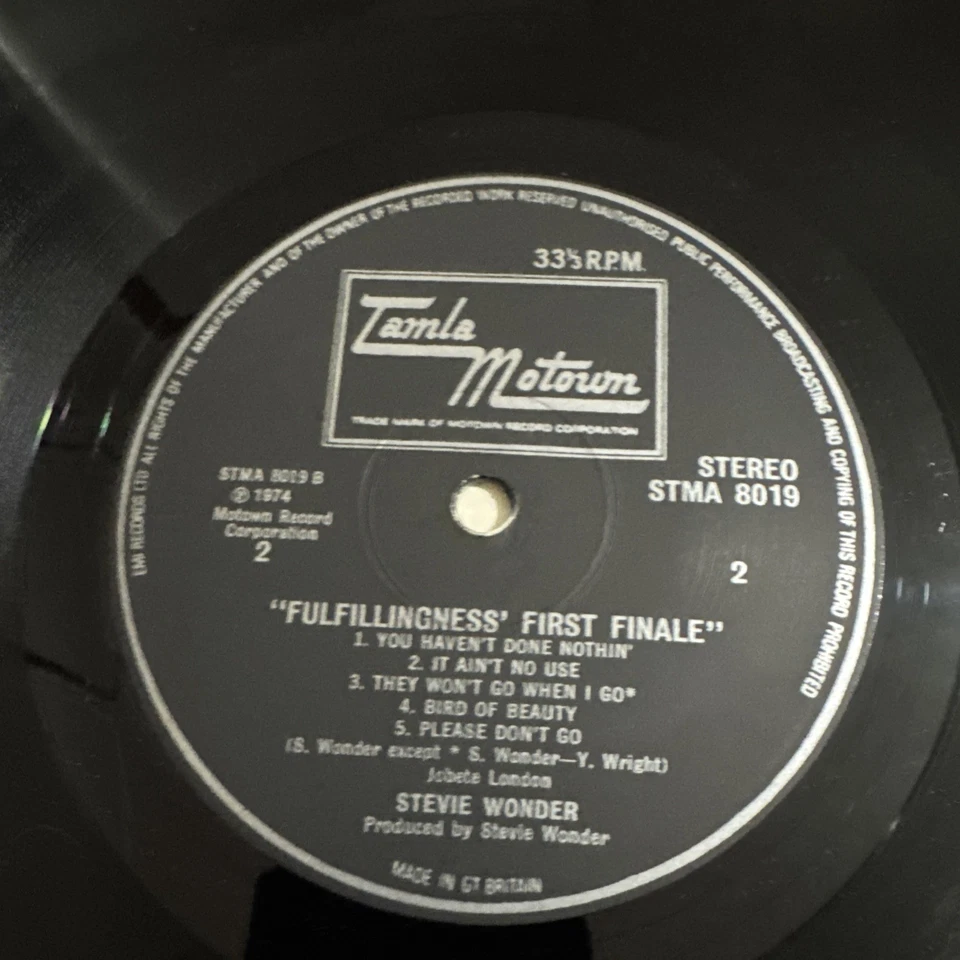 EMI RECORDS LTD ALL RIGHTS OF THE MANUFACTURER AND OF THE OWNER OF THE RECORDED WORK RESERVED UNAUTHORISED PUBLIC PERFORMANCE BROADCASTING AND COPYING OF THIS RECORD PROHIBITED
33⅓ R.P.M.
Tamla
Motown
TRADE MARK OF MOTOWN RECORD CORPORATION
STEREO
STMA 8019
STMA 8019 B
℗ 1974
Motown Record
Corporation
2
2
“FULFILLINGNESS’ FIRST FINALE”
1. YOU HAVEN'T DONE NOTHIN'
2. IT AIN'T NO USE
3. THEY WON'T GO WHEN I GO*
4. BIRD OF BEAUTY
5. PLEASE DON'T GO
(S. Wonder except * S. Wonder—Y. Wright)
Jobete London
STEVIE WONDER
Produced by Stevie Wonder
MADE IN GT BRITAIN